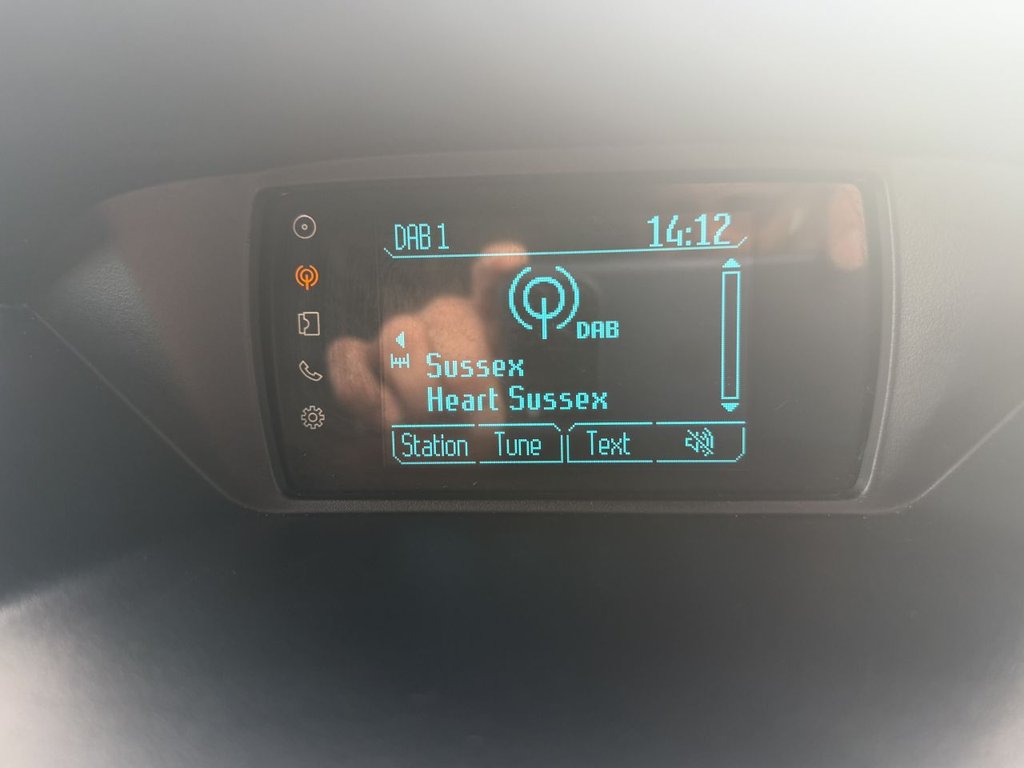 DAB 1 14:12
DAB
Sussex
Heart Sussex
Station Tune Text